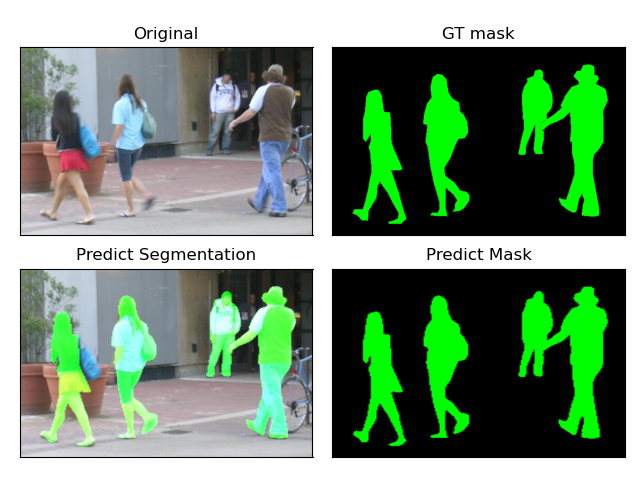 Original
GT mask
Predict Segmentation
Predict Mask